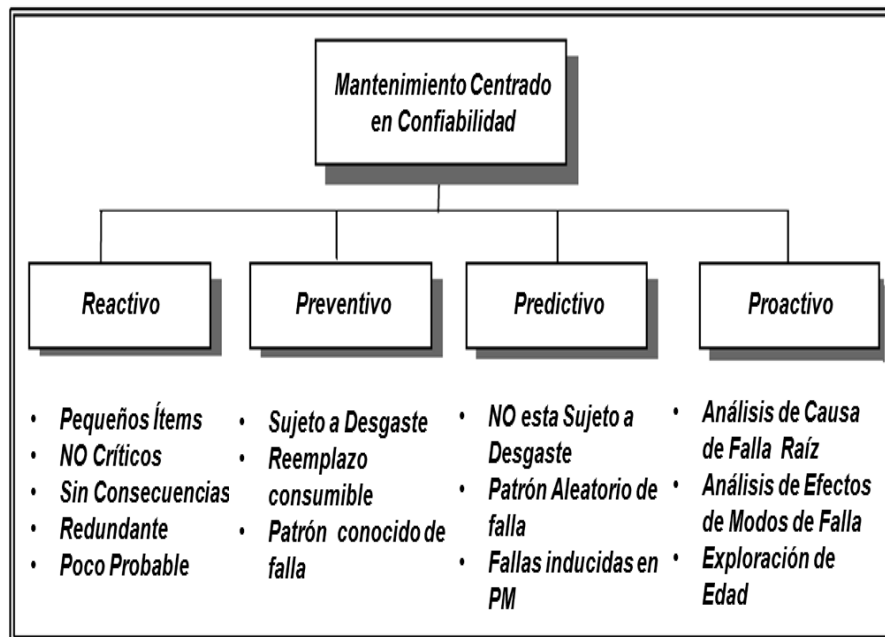 Mantenimiento Centrado
en Confiabilidad
Reactivo
Preventivo
Predictivo
Proactivo
• Pequeños Ítems
• NO Críticos
• Sin Consecuencias
• Redundante
• Poco Probable
• Sujeto a Desgaste
• Reemplazo
consumible
• Patrón conocido de
falla
• NO esta Sujeto a
Desgaste
• Patrón Aleatorio de
falla
• Fallas inducidas en
PM
• Análisis de Causa
de Falla Raíz
• Análisis de Efectos
de Modos de Falla
• Exploración de
Edad